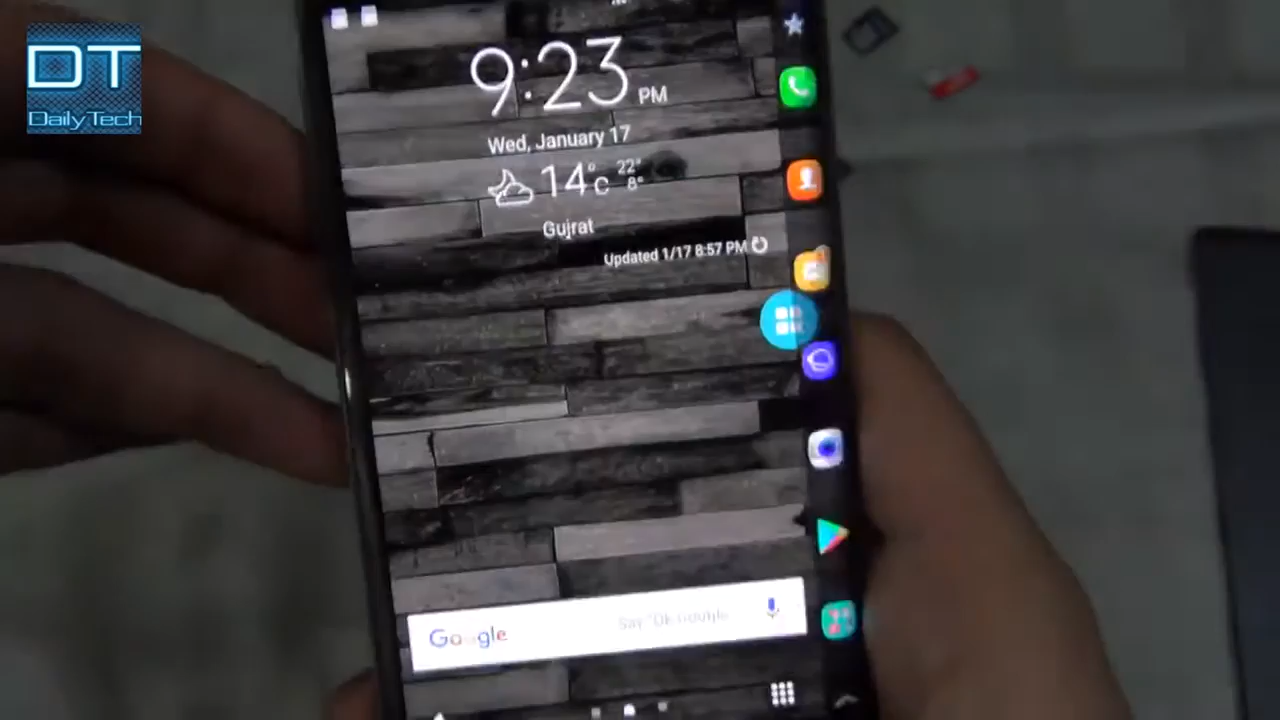 DT
DailyTech
9:23 PM
Wed, January 17
14°C 22° 8°
Gujrat
Updated 1/17 8:57 PM
Google
Say "Ok Google"